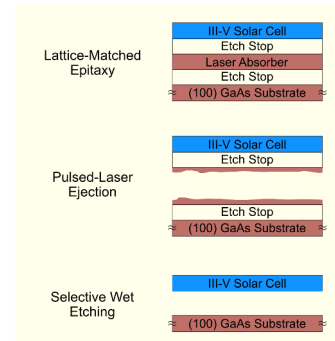 Lattice-Matched
Epitaxy
III-V Solar Cell
Etch Stop
Laser Absorber
Etch Stop
≈ (100) GaAs Substrate ≈
Pulsed-Laser
Ejection
III-V Solar Cell
Etch Stop
Etch Stop
≈ (100) GaAs Substrate ≈
Selective Wet
Etching
III-V Solar Cell
≈ (100) GaAs Substrate ≈